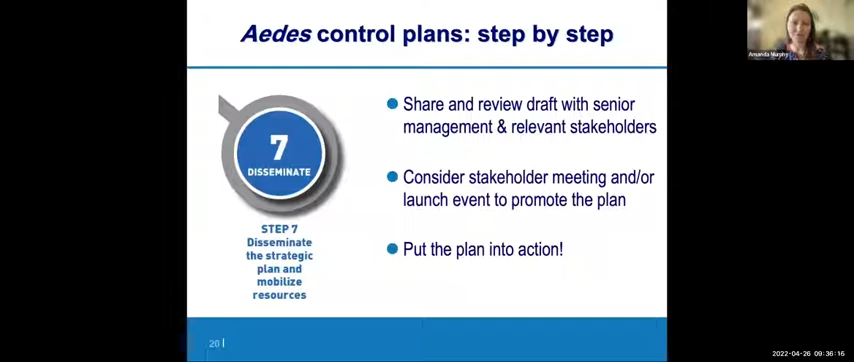 Aedes control plans: step by step
Amanda Murphy
7
DISSEMINATE
STEP 7
Disseminate
the strategic
plan and
mobilize
resources
Share and review draft with senior
management & relevant stakeholders
Consider stakeholder meeting and/or
launch event to promote the plan
Put the plan into action!
20
2022-04-26 09:36:16